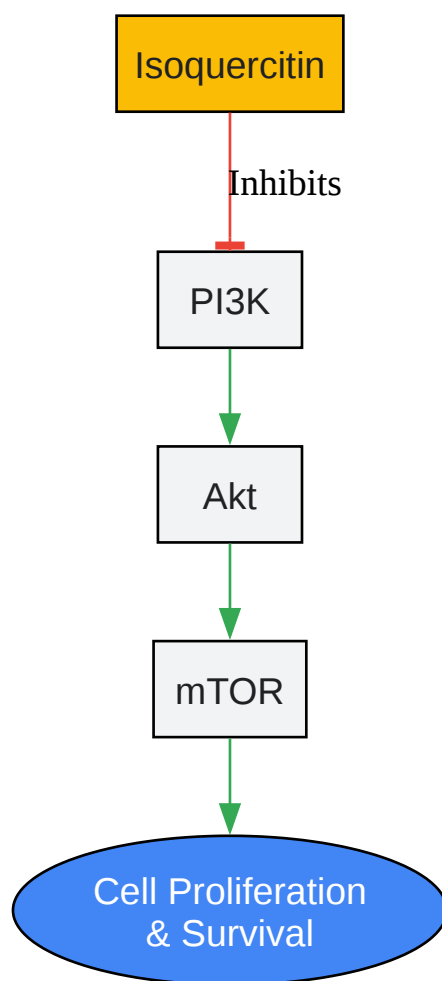 Isoquercitin
Inhibits
PI3K
Akt
mTOR
Cell Proliferation
& Survival